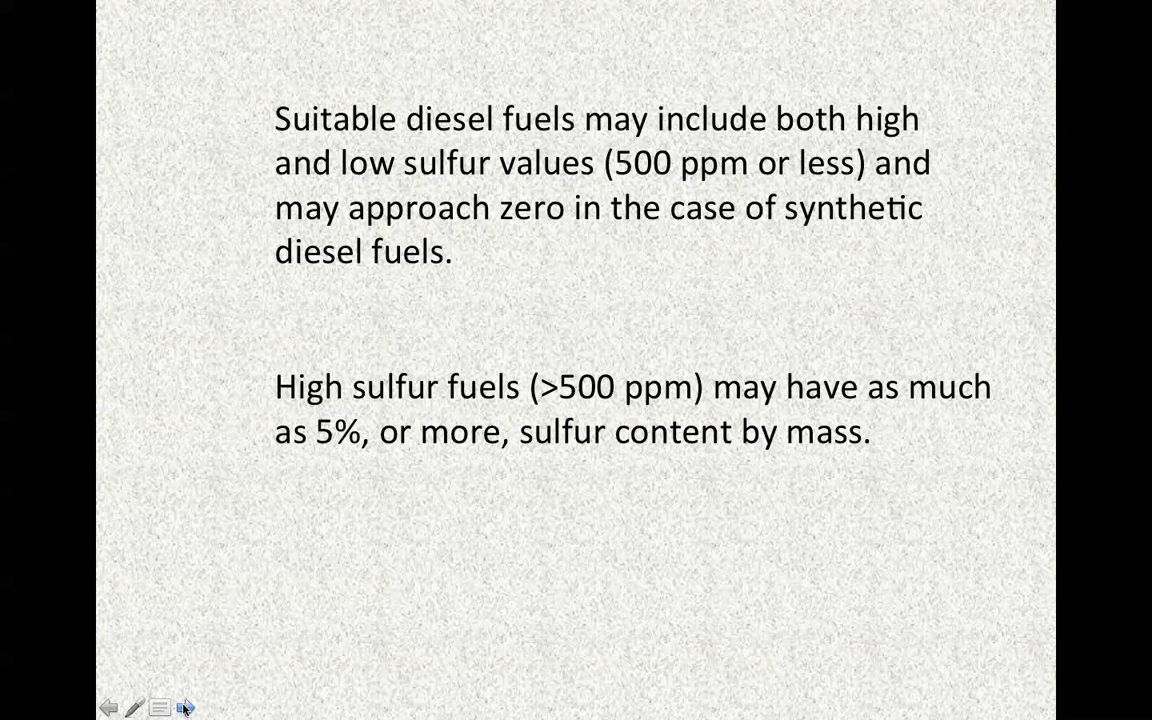 Suitable diesel fuels may include both high
and low sulfur values (500 ppm or less) and
may approach zero in the case of synthetic
diesel fuels.
High sulfur fuels (>500 ppm) may have as much
as 5%, or more, sulfur content by mass.